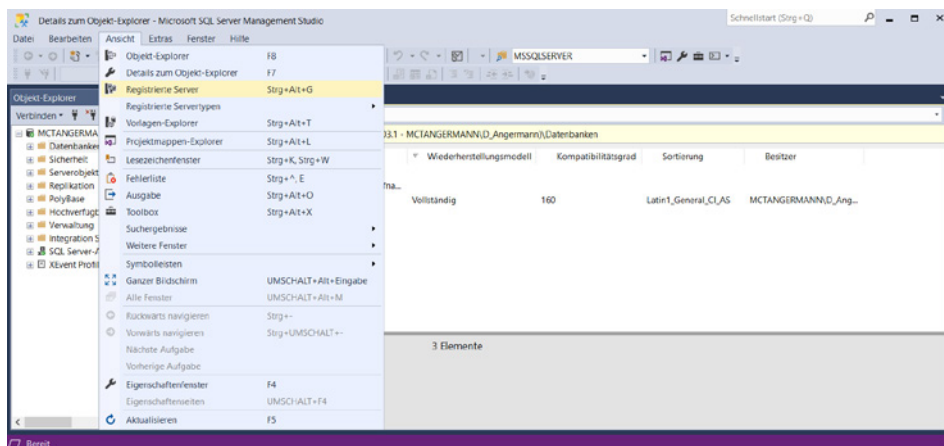 Details zum Objekt-Explorer - Microsoft SQL Server Management Studio
Schnellstart (Strg+Q)
Datei Bearbeiten Ansicht Extras Fenster Hilfe
MSSQLSERVER
Objekt-Explorer
Verbinden
MCTANGERMA
Datenbanken
Sicherheit
Serverobjekt
Replikation
PolyBase
Hochverfügb
Verwaltung
Integration S
SQL Server-A
XEvent Profil
Objekt-Explorer F8
Details zum Objekt-Explorer F7
Registrierte Server Strg+Alt+G
Registrierte Servertypen
Vorlagen-Explorer Strg+Alt+T
Projektmappen-Explorer Strg+Alt+L
Lesezeichenfenster Strg+K, Strg+W
Fehlerliste Strg+^, E
Ausgabe Strg+Alt+O
Toolbox Strg+Alt+X
Suchergebnisse
Weitere Fenster
Symbolleisten
Ganzer Bildschirm UMSCHALT+Alt+Eingabe
Alle Fenster UMSCHALT+Alt+M
Rückwärts navigieren Strg+-
Vorwärts navigieren Strg+UMSCHALT+-
Nächste Aufgabe
Vorherige Aufgabe
Eigenschaftenfenster F4
Eigenschaftenseiten UMSCHALT+F4
Aktualisieren F5
03.1 - MCTANGERMANN\D_Angermann)\Datenbanken
Wiederherstellungsmodell Kompatibilitätsgrad Sortierung Besitzer
Vollständig 160 Latin1_General_CI_AS MCTANGERMANN\D_Ang...
3 Elemente
Bereit